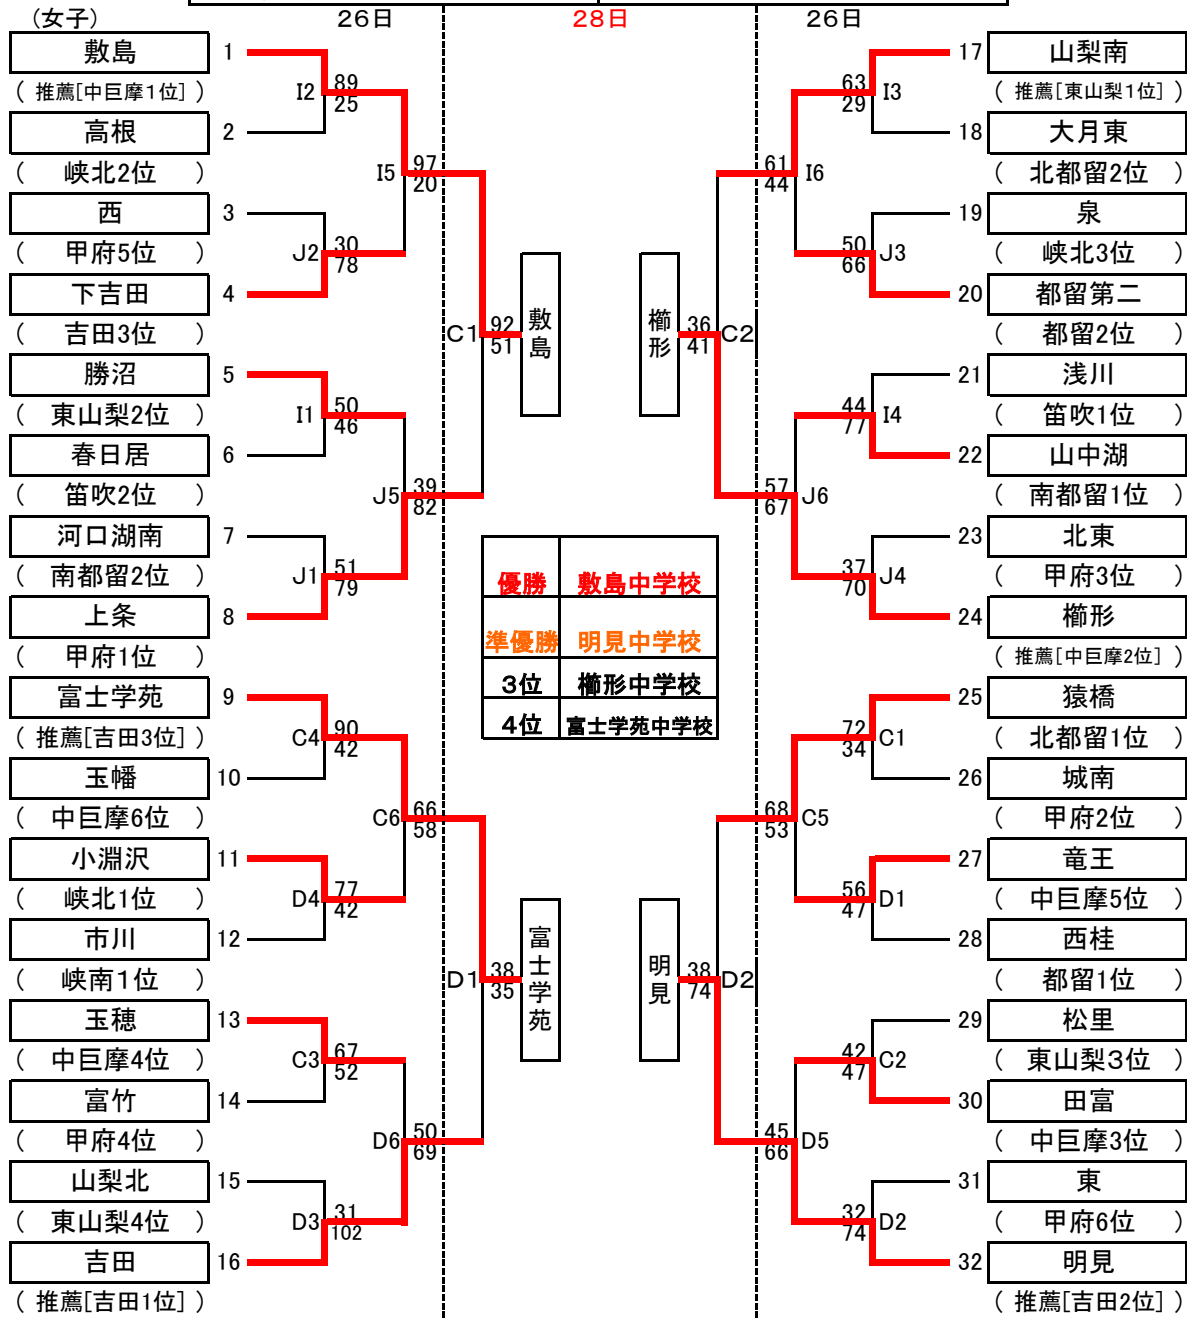 （女子）
26日
28日
26日
敷島 1
（ 推薦[中巨摩１位] ）
高根 2
（ 峡北2位 ）
西 3
（ 甲府5位 ）
下吉田 4
（ 吉田3位 ）
勝沼 5
（ 東山梨2位 ）
春日居 6
（ 笛吹2位 ）
河口湖南 7
（ 南都留2位 ）
上条 8
（ 甲府1位 ）
富士学苑 9
（ 推薦[吉田3位] ）
玉幡 10
（ 中巨摩6位 ）
小淵沢 11
（ 峡北1位 ）
市川 12
（ 峡南１位 ）
玉穂 13
（ 中巨摩4位 ）
富竹 14
（ 甲府4位 ）
山梨北 15
（ 東山梨4位 ）
吉田 16
（ 推薦[吉田1位] ）
I2 89
25
J2 30
78
I1 50
46
J1 51
79
C4 90
42
D4 77
42
C3 67
52
D3 31
102
I5 97
20
J5 39
82
C6 66
58
D6 50
69
C1 92
51
敷島
D1 38
35
富士学苑
優勝 敷島中学校
準優勝 明見中学校
3位 櫛形中学校
4位 富士学苑中学校
櫛形
36
41 C2
明見
38
74 D2
61
44 I6
57
67 J6
68
53 C5
45
66 D5
63
29 I3
50
66 J3
44
77 I4
37
70 J4
72
34 C1
56
47 D1
42
47 C2
32
74 D2
17 山梨南
（ 推薦[東山梨1位] ）
18 大月東
（ 北都留2位 ）
19 泉
（ 峡北3位 ）
20 都留第二
（ 都留2位 ）
21 浅川
（ 笛吹1位 ）
22 山中湖
（ 南都留1位 ）
23 北東
（ 甲府3位 ）
24 櫛形
（ 推薦[中巨摩2位] ）
25 猿橋
（ 北都留1位 ）
26 城南
（ 甲府2位 ）
27 竜王
（ 中巨摩5位 ）
28 西桂
（ 都留1位 ）
29 松里
（ 東山梨３位 ）
30 田富
（ 中巨摩3位 ）
31 東
（ 甲府6位 ）
32 明見
（ 推薦[吉田2位] ）